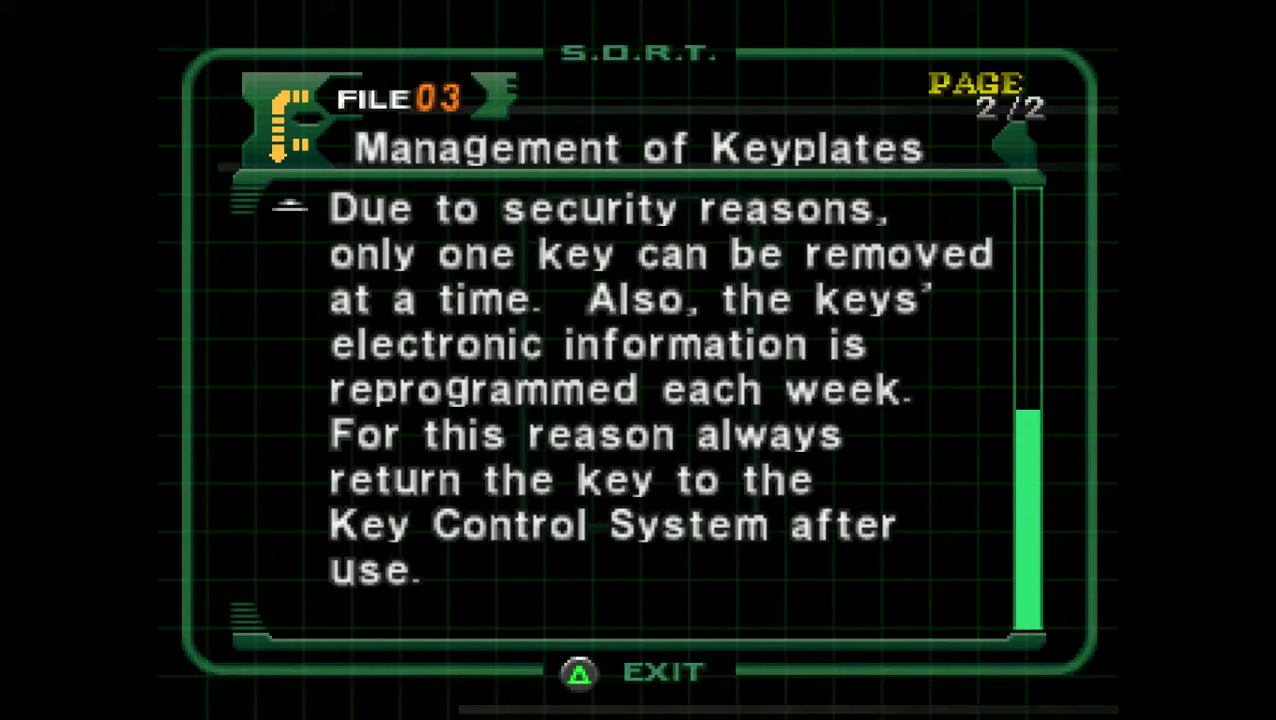 S.O.R.T.
FILE 03
PAGE
2/2
Management of Keyplates
Due to security reasons,
only one key can be removed
at a time. Also, the keys'
electronic information is
reprogrammed each week.
For this reason always
return the key to the
Key Control System after
use.
EXIT